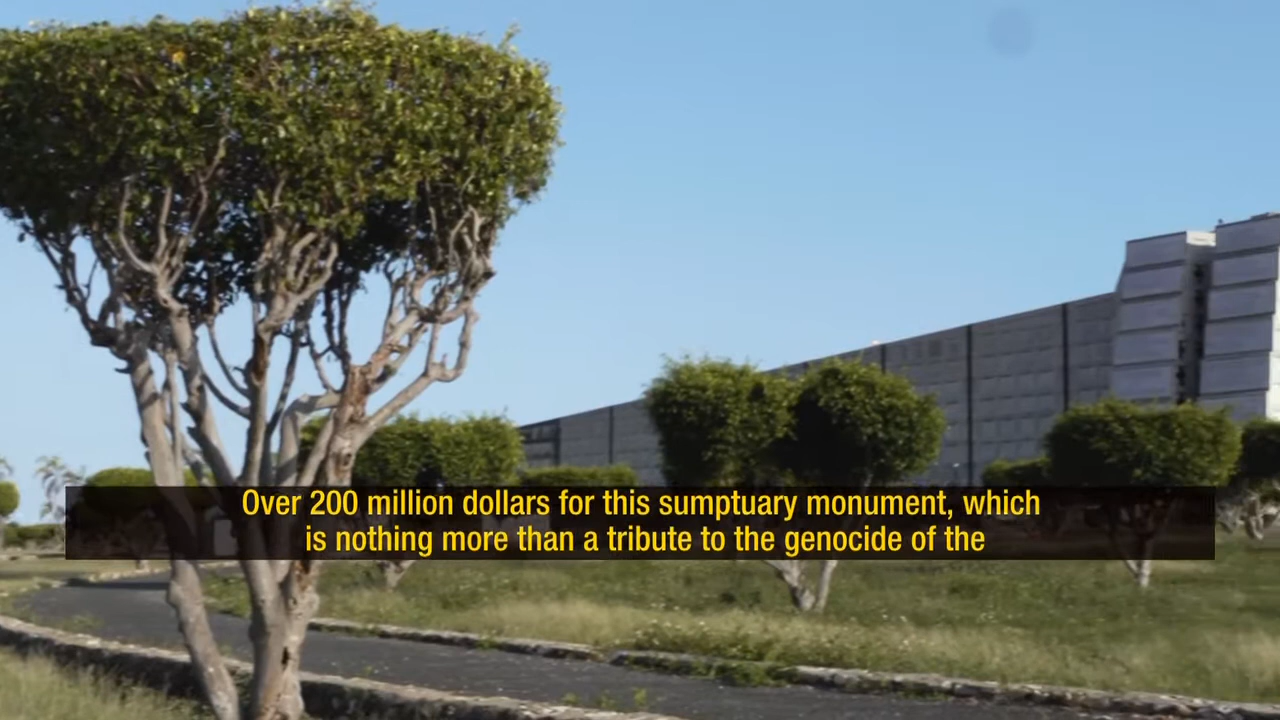 Over 200 million dollars for this sumptuary monument, which
is nothing more than a tribute to the genocide of the